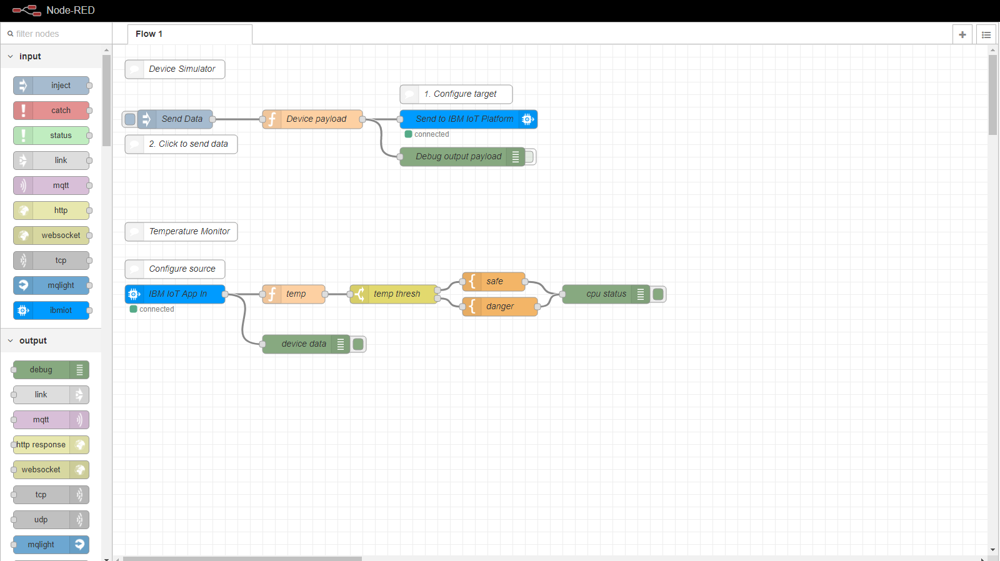 Node-RED
filter nodes
Flow 1
input
inject
catch
status
link
mqtt
http
websocket
tcp
mqlight
ibmiot
output
debug
link
mqtt
http response
websocket
tcp
udp
mqlight
Device Simulator
1. Configure target
Send Data
Device payload
Send to IBM IoT Platform
connected
2. Click to send data
Debug output payload
Temperature Monitor
Configure source
IBM IoT App In
connected
temp
temp thresh
safe
danger
cpu status
device data